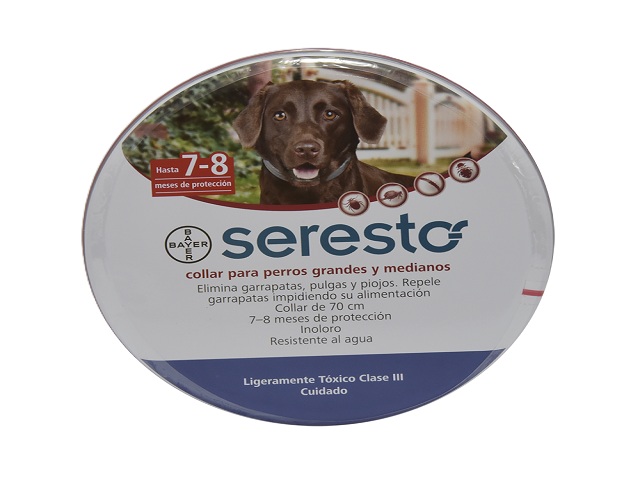 Hasta 7-8
meses de protección
BAYER
BAYER
seresto
collar para perros grandes y medianos
Elimina garrapatas, pulgas y piojos. Repele
garrapatas impidiendo su alimentación
Collar de 70 cm
7–8 meses de protección
Inoloro
Resistente al agua
Ligeramente Tóxico Clase III
Cuidado